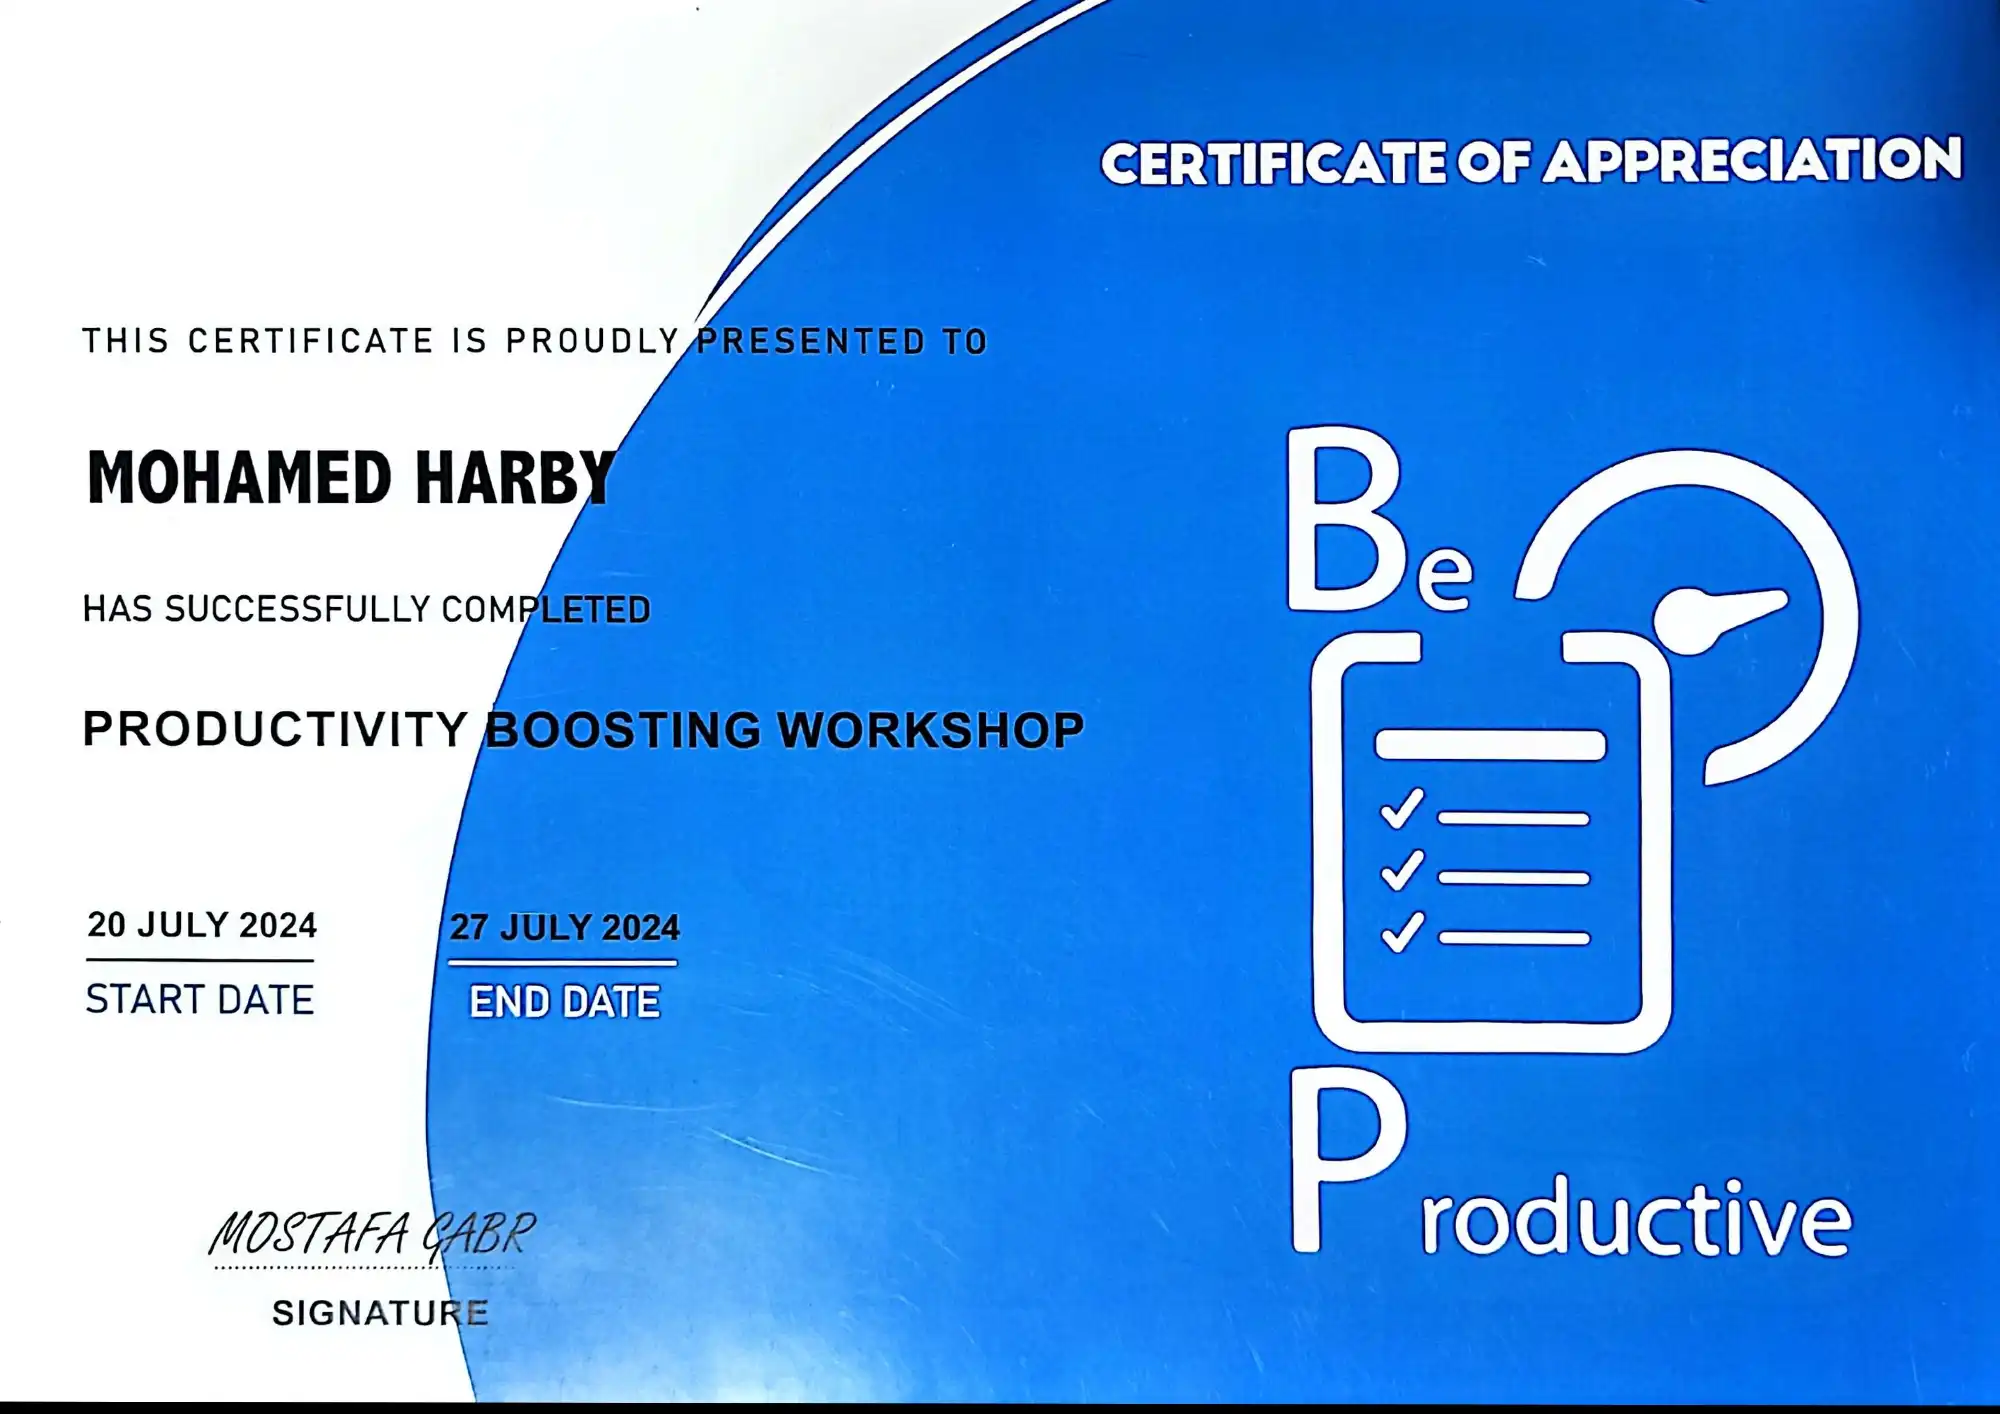 CERTIFICATE OF APPRECIATION
THIS CERTIFICATE IS PROUDLY PRESENTED TO
MOHAMED HARBY
HAS SUCCESSFULLY COMPLETED
PRODUCTIVITY BOOSTING WORKSHOP
20 JULY 2024
START DATE
27 JULY 2024
END DATE
MOSTAFA GABR
SIGNATURE
Be
Productive